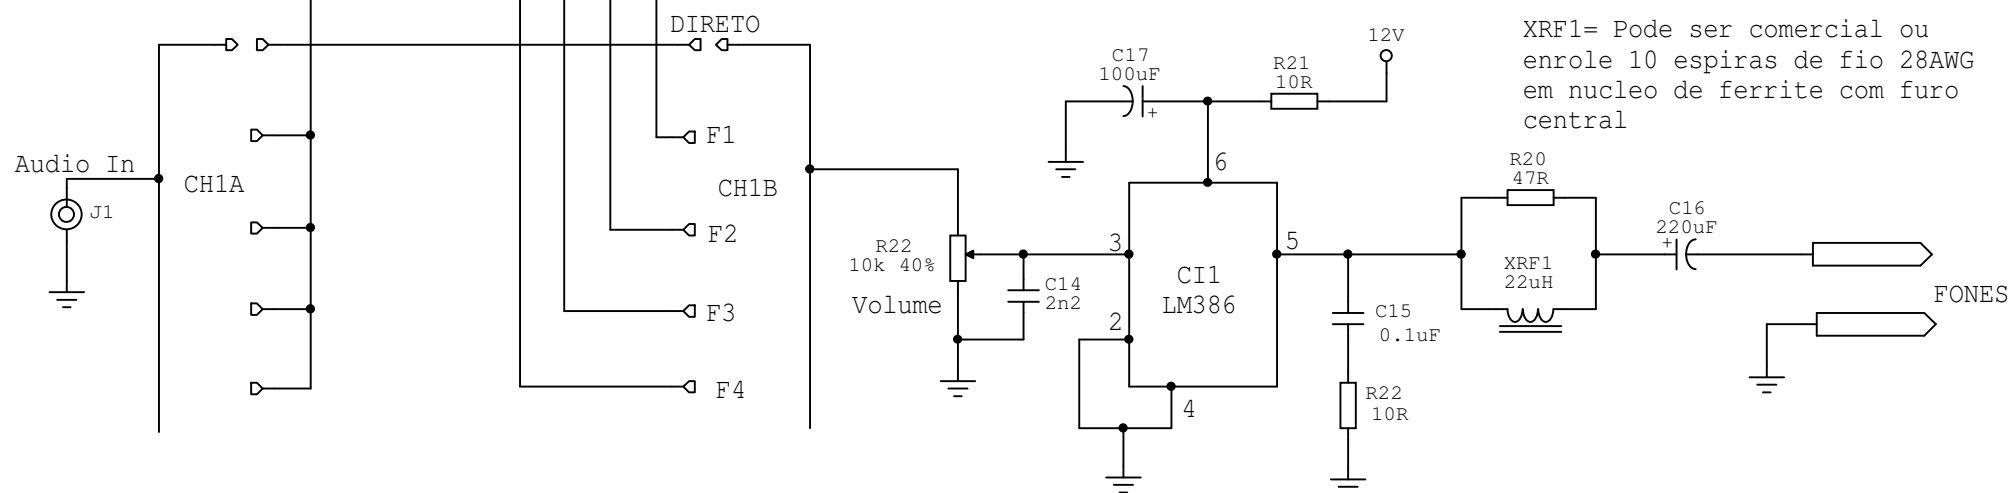 DIRETO
F1
Audio In
J1
CH1A
CH1B
F2
F3
F4
R22
10k 40%
Volume
C14
2n2
C17
100uF
+
R21
10R
12V
6
3
2
5
4
CI1
LM386
C15
0.1uF
R22
10R
XRF1= Pode ser comercial ou
enrole 10 espiras de fio 28AWG
em nucleo de ferrite com furo
central
R20
47R
XRF1
22uH
C16
220uF
+
FONES